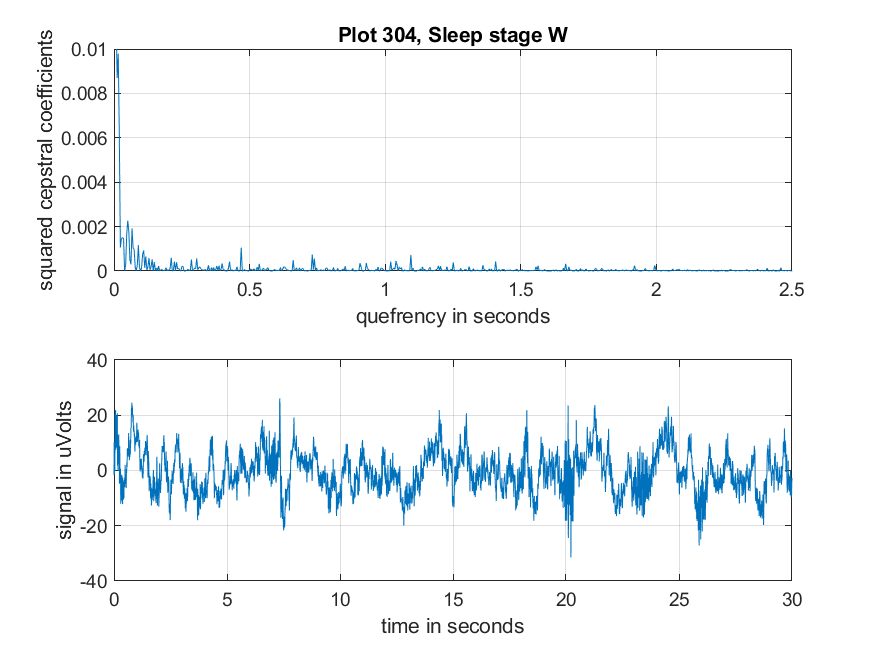 Plot 304, Sleep stage W
squared cepstral coefficients
0.01
0.008
0.006
0.004
0.002
0
0 0.5 1 1.5 2 2.5
quefrency in seconds
signal in uVolts
40
20
0
-20
-40
0 5 10 15 20 25 30
time in seconds